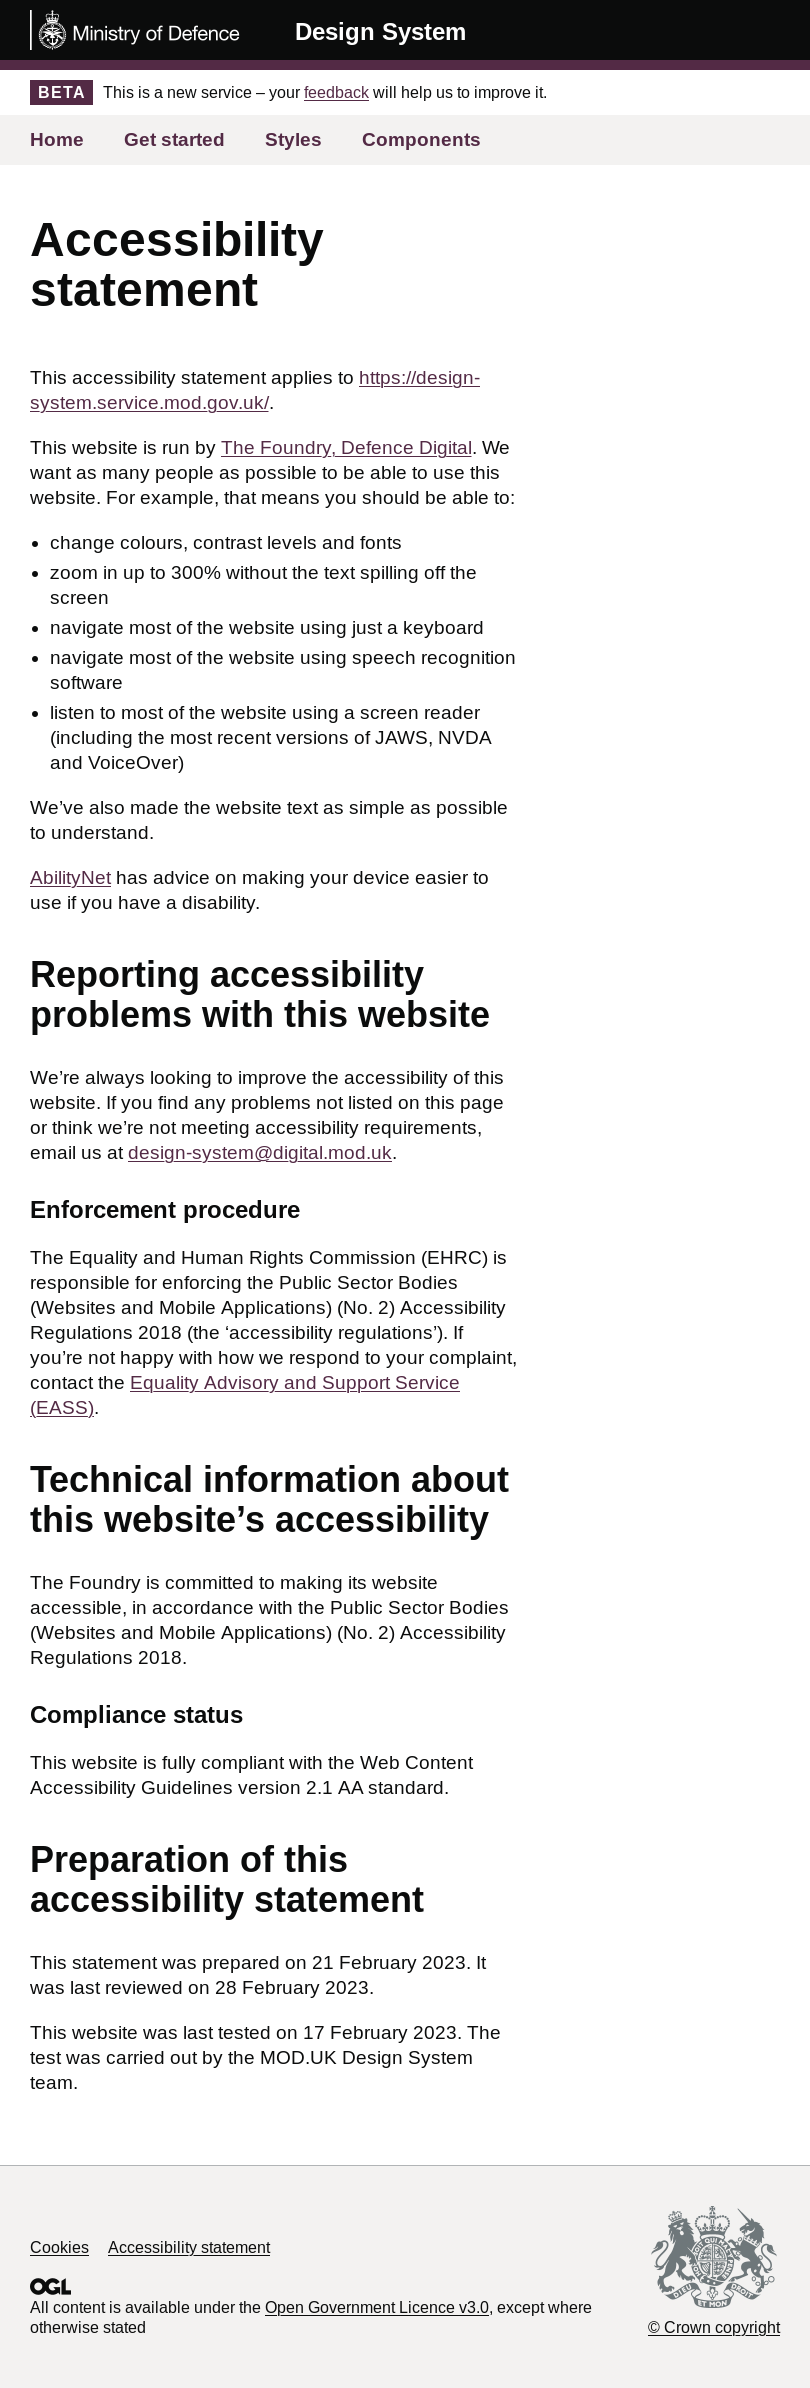 Ministry of Defence
Design System
BETA This is a new service – your feedback will help us to improve it.
Home Get started Styles Components
Accessibility
statement
This accessibility statement applies to https://design-
system.service.mod.gov.uk/.
This website is run by The Foundry, Defence Digital. We
want as many people as possible to be able to use this
website. For example, that means you should be able to:
• change colours, contrast levels and fonts
• zoom in up to 300% without the text spilling off the
screen
• navigate most of the website using just a keyboard
• navigate most of the website using speech recognition
software
• listen to most of the website using a screen reader
(including the most recent versions of JAWS, NVDA
and VoiceOver)
We’ve also made the website text as simple as possible
to understand.
AbilityNet has advice on making your device easier to
use if you have a disability.
Reporting accessibility
problems with this website
We’re always looking to improve the accessibility of this
website. If you find any problems not listed on this page
or think we’re not meeting accessibility requirements,
email us at design-system@digital.mod.uk.
Enforcement procedure
The Equality and Human Rights Commission (EHRC) is
responsible for enforcing the Public Sector Bodies
(Websites and Mobile Applications) (No. 2) Accessibility
Regulations 2018 (the ‘accessibility regulations’). If
you’re not happy with how we respond to your complaint,
contact the Equality Advisory and Support Service
(EASS).
Technical information about
this website’s accessibility
The Foundry is committed to making its website
accessible, in accordance with the Public Sector Bodies
(Websites and Mobile Applications) (No. 2) Accessibility
Regulations 2018.
Compliance status
This website is fully compliant with the Web Content
Accessibility Guidelines version 2.1 AA standard.
Preparation of this
accessibility statement
This statement was prepared on 21 February 2023. It
was last reviewed on 28 February 2023.
This website was last tested on 17 February 2023. The
test was carried out by the MOD.UK Design System
team.
Cookies Accessibility statement
OGL
All content is available under the Open Government Licence v3.0, except where
otherwise stated
DIEU ET MON DROIT
© Crown copyright